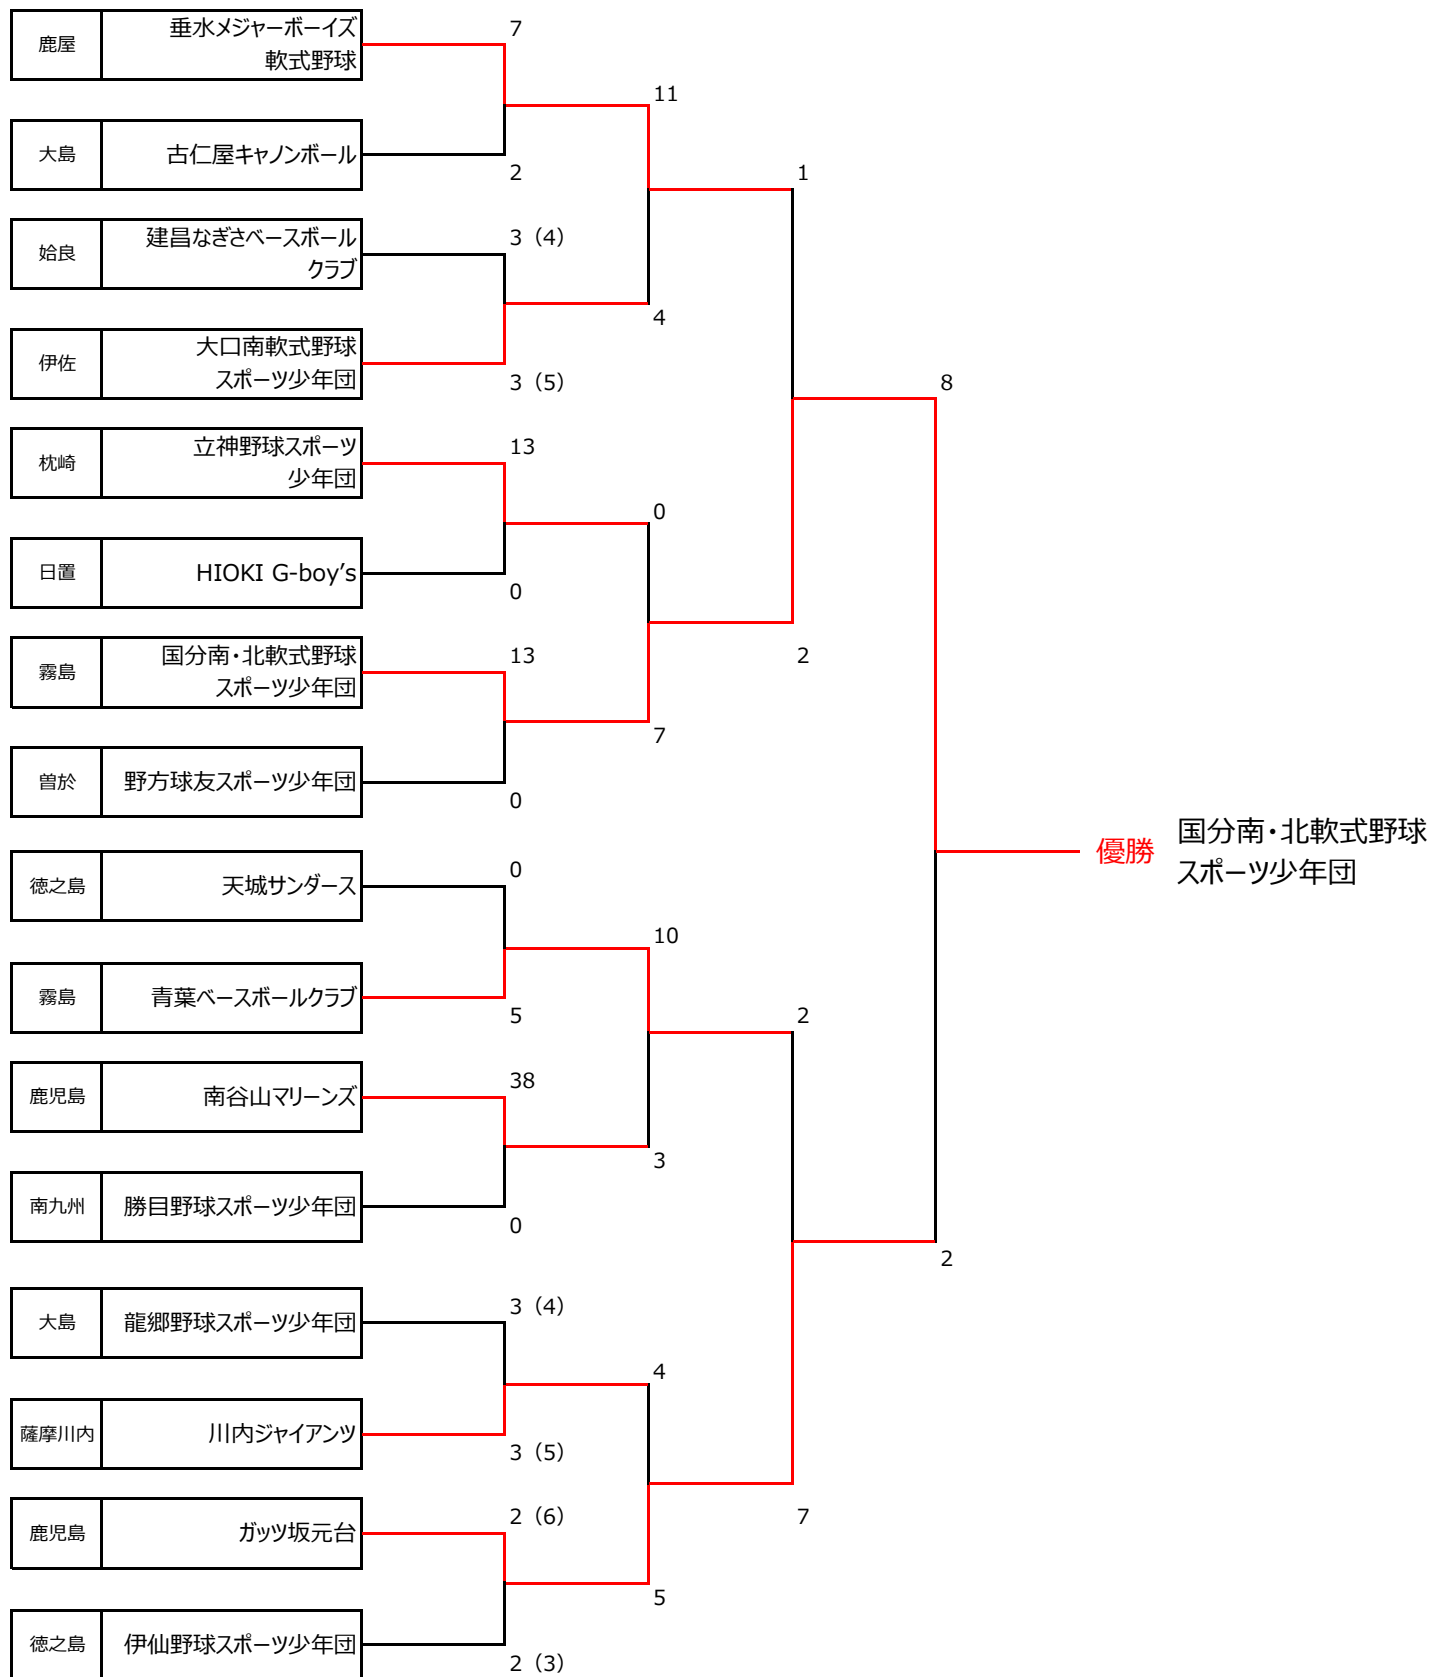 鹿屋
垂水メジャーボーイズ
軟式野球
7
11
大島
古仁屋キャノンボール
2
1
姶良
建昌なぎさベースボール
クラブ
3（4）
4
伊佐
大口南軟式野球
スポーツ少年団
3（5）
8
枕崎
立神野球スポーツ
少年団
13
0
日置
HIOKI G-boy's
0
霧島
国分南・北軟式野球
スポーツ少年団
13
2
7
曽於
野方球友スポーツ少年団
0
優勝
国分南・北軟式野球
スポーツ少年団
徳之島
天城サンダース
0
10
霧島
青葉ベースボールクラブ
5
2
鹿児島
南谷山マリーンズ
38
3
南九州
勝目野球スポーツ少年団
0
2
大島
龍郷野球スポーツ少年団
3（4）
4
薩摩川内
川内ジャイアンツ
3（5）
鹿児島
ガッツ坂元台
2（6）
7
5
徳之島
伊仙野球スポーツ少年団
2（3）